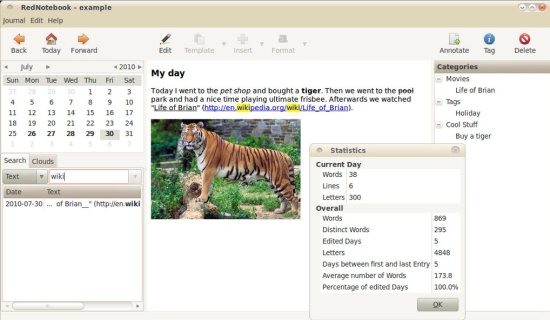 RedNotebook - example
Journal Edit Help
Back Today Forward Edit Template Insert Format Annotate Tag Delete
July 2010
Sun Mon Tue Wed Thu Fri Sat
27 28 29 30 1 2 3
4 5 6 7 8 9 10
11 12 13 14 15 16 17
18 19 20 21 22 23 24
25 26 27 28 29 30 31
Search Clouds
Text wiki
Date Text
2010-07-30 ... of Brian__" (http://en.wiki
My day
Today I went to the pet shop and bought a tiger. Then we went to the pool
park and had a nice time playing ultimate frisbee. Afterwards we watched
"Life of Brian" (http://en.wikipedia.org/wiki/Life_of_Brian).
Categories
Movies
Life of Brian
Tags
Holiday
Cool Stuff
Buy a tiger
Statistics
Current Day
Words 38
Lines 6
Letters 300
Overall
Words 869
Distinct Words 295
Edited Days 5
Letters 4848
Days between first and last Entry 5
Average number of Words 173.8
Percentage of edited Days 100.0%
OK